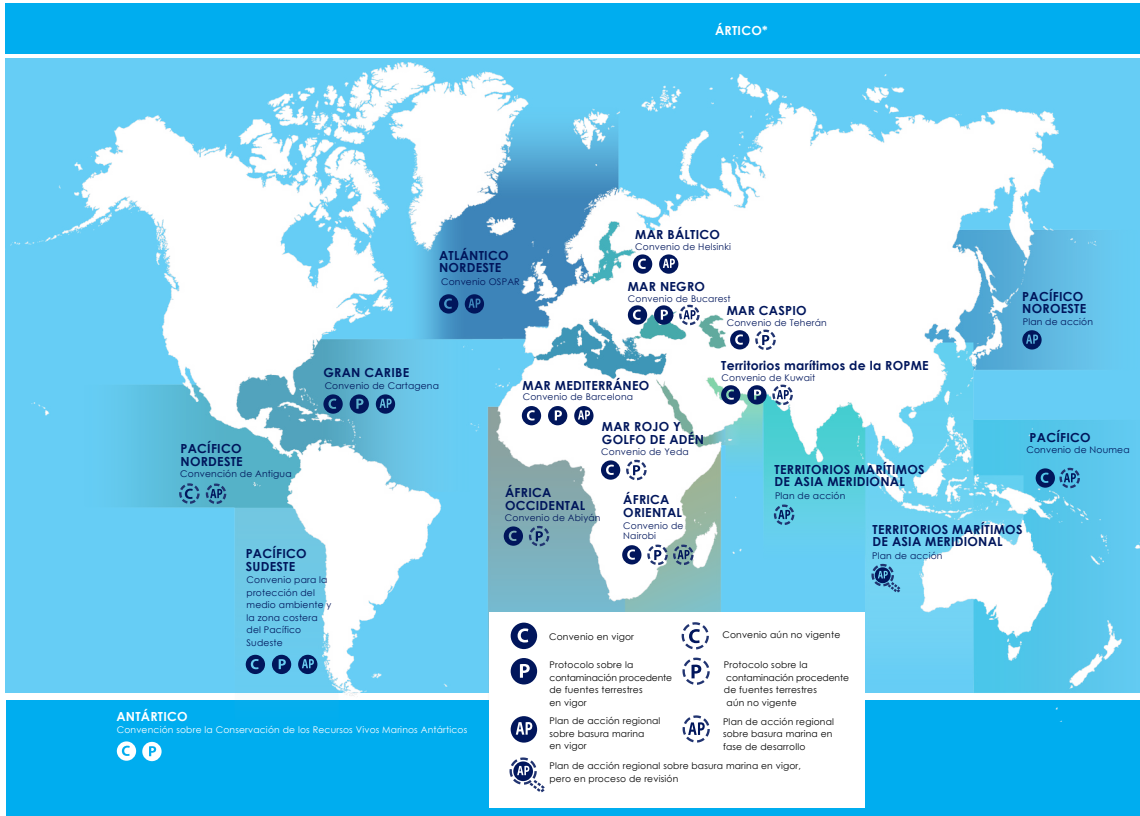 ÁRTICO*
ATLÁNTICO
NORDESTE
Convenio OSPAR
C AP
MAR BÁLTICO
Convenio de Helsinki
C AP
MAR NEGRO
Convenio de Bucarest
C P AP
MAR CASPIO
Convenio de Teherán
C P
PACÍFICO
NOROESTE
Plan de acción
AP
GRAN CARIBE
Convenio de Cartagena
C P AP
MAR MEDITERRÁNEO
Convenio de Barcelona
C P AP
Territorios marítimos de la ROPME
Convenio de Kuwait
C P AP
MAR ROJO Y
GOLFO DE ADÉN
Convenio de Yeda
C P
PACÍFICO
NORDESTE
Convención de Antigua
C AP
PACÍFICO
Convenio de Noumea
C AP
TERRITORIOS MARÍTIMOS
DE ASIA MERIDIONAL
Plan de acción
AP
ÁFRICA
OCCIDENTAL
Convenio de Abiyán
C P
ÁFRICA
ORIENTAL
Convenio de
Nairobi
C P AP
TERRITORIOS MARÍTIMOS
DE ASIA MERIDIONAL
Plan de acción
AP
PACÍFICO
SUDESTE
Convenio para la
protección del
medio ambiente y
la zona costera
del Pacífico
Sudeste
C P AP
C Convenio en vigor
C Convenio aún no vigente
P Protocolo sobre la
contaminación procedente
de fuentes terrestres
en vigor
P Protocolo sobre la
contaminación procedente
de fuentes terrestres
aún no vigente
AP Plan de acción regional
sobre basura marina
en vigor
AP Plan de acción regional
sobre basura marina en
fase de desarrollo
AP Plan de acción regional sobre basura marina en vigor,
pero en proceso de revisión
ANTÁRTICO
Convención sobre la Conservación de los Recursos Vivos Marinos Antárticos
C P